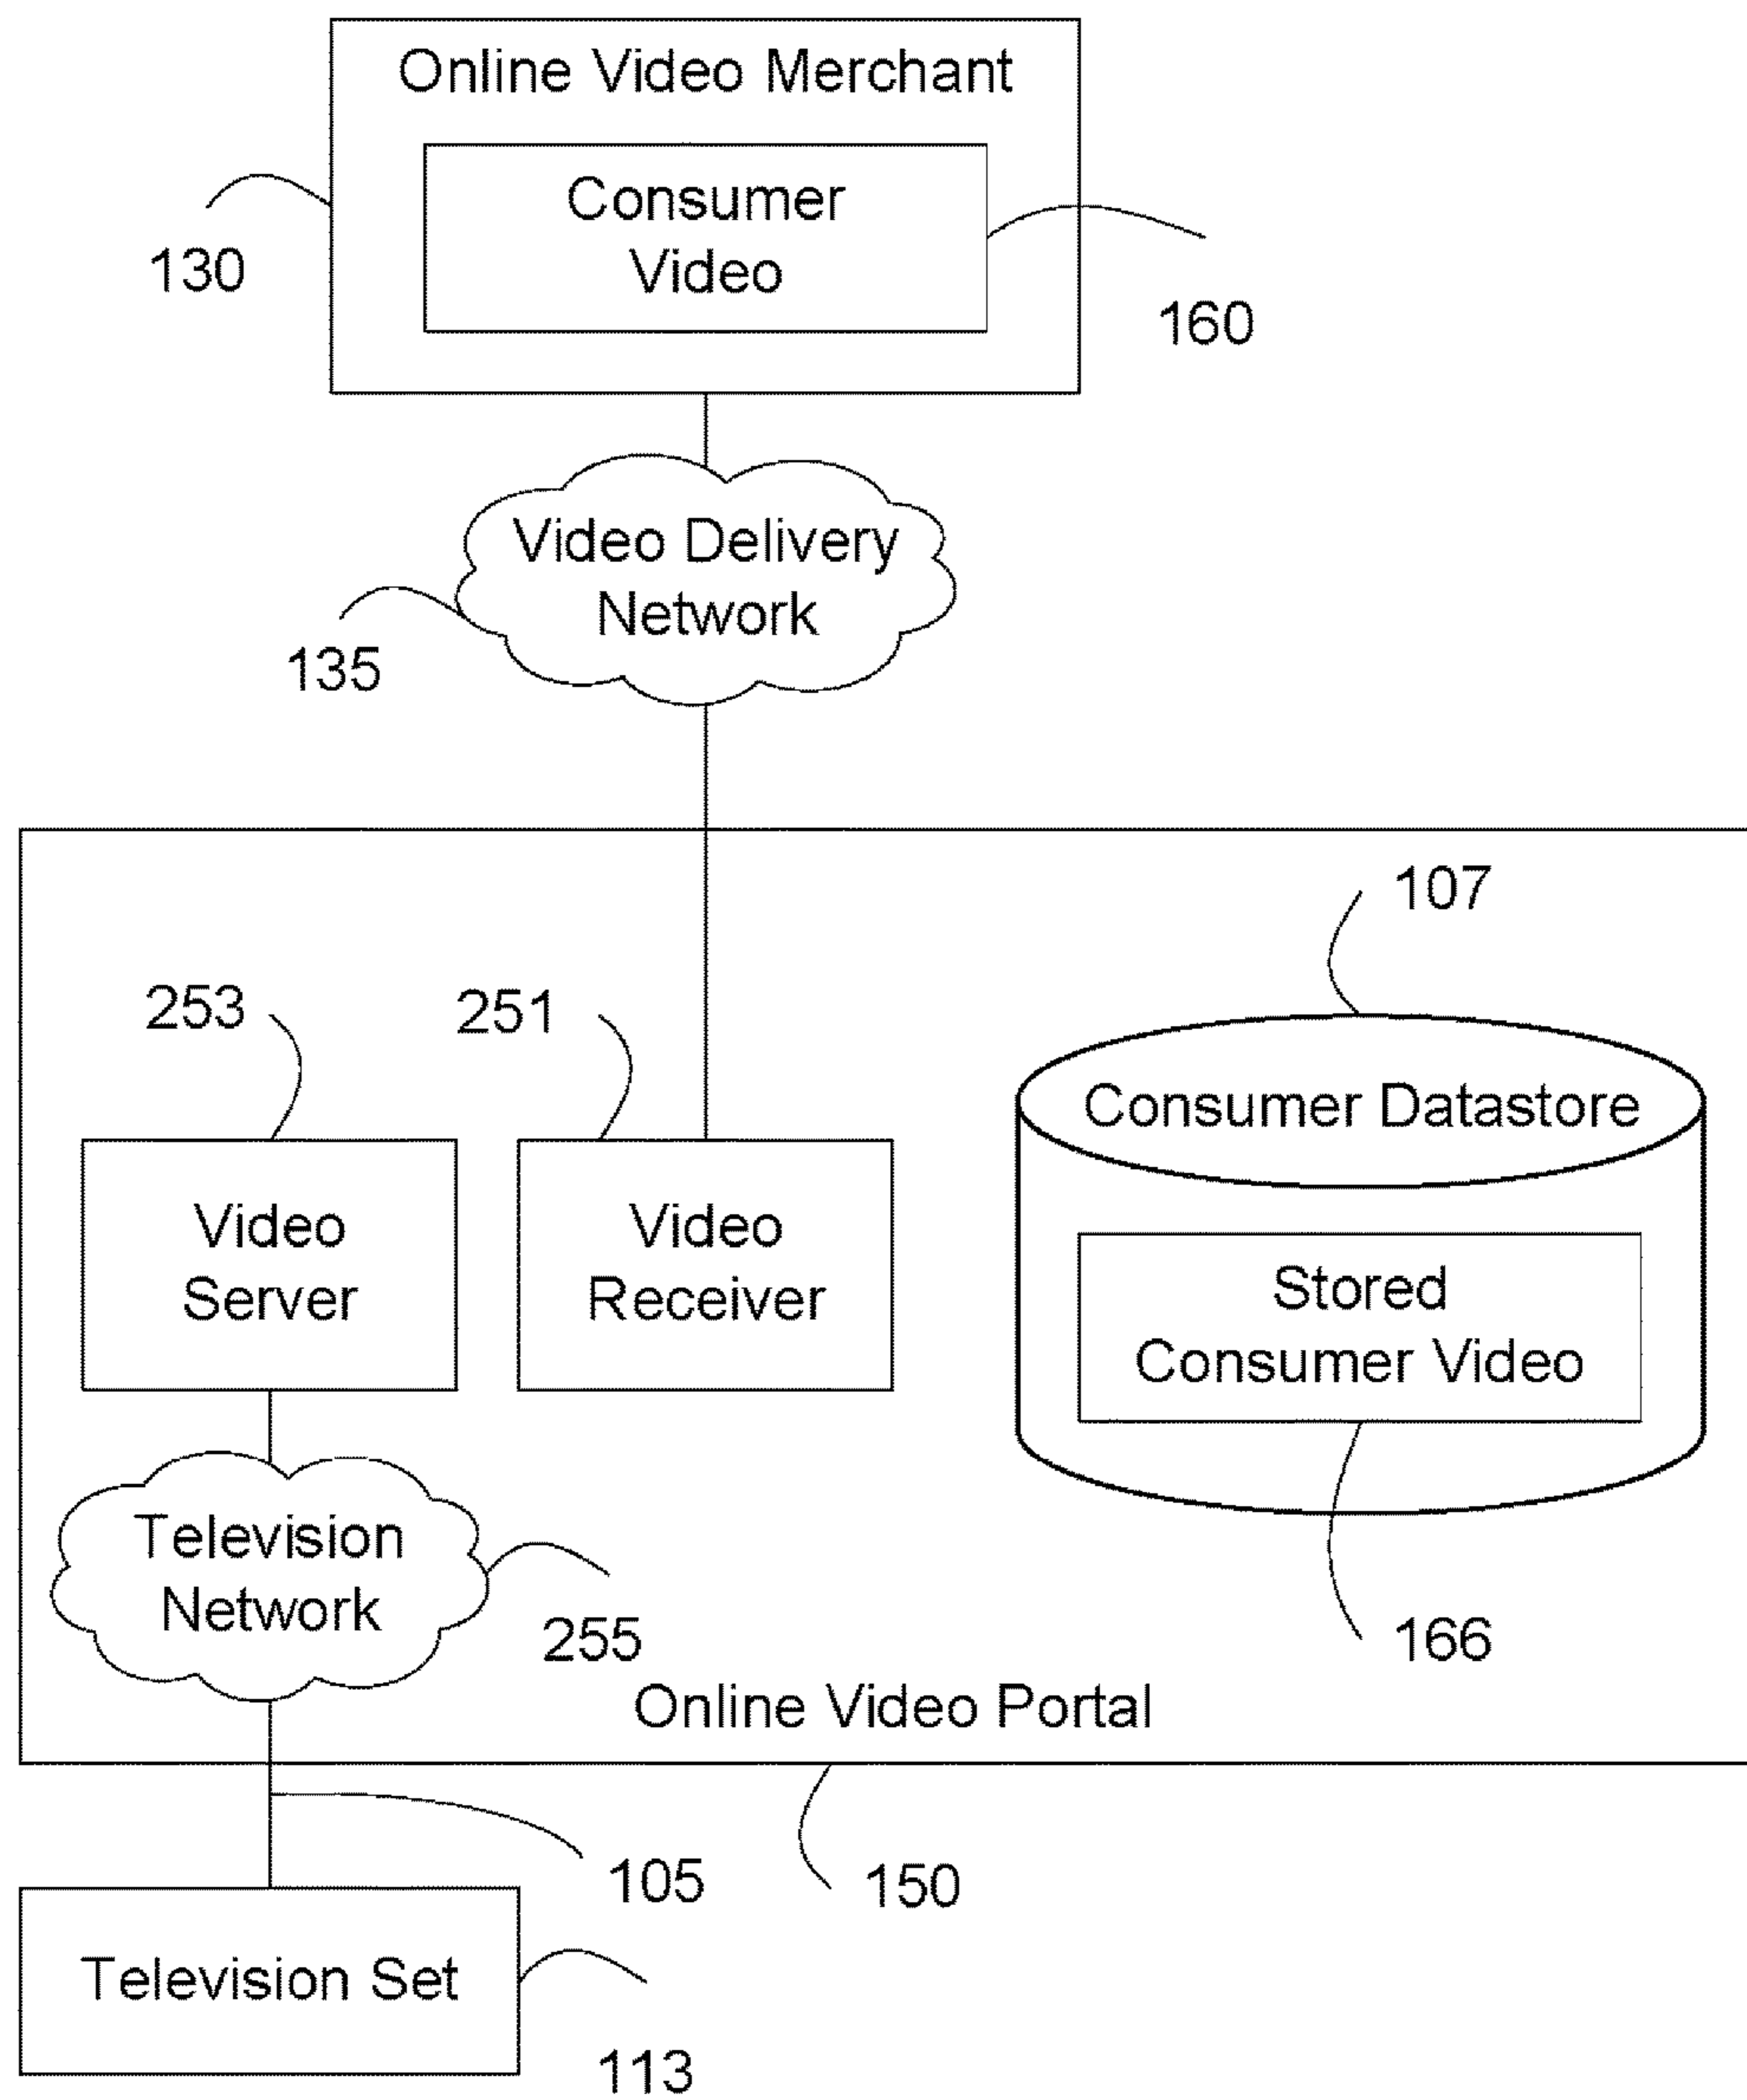 Online Video Merchant
Consumer
Video
130
160
Video Delivery
Network
135
107
253
251
Consumer Datastore
Video
Server
Video
Receiver
Stored
Consumer Video
Television
Network
255
166
Online Video Portal
105
150
Television Set
113